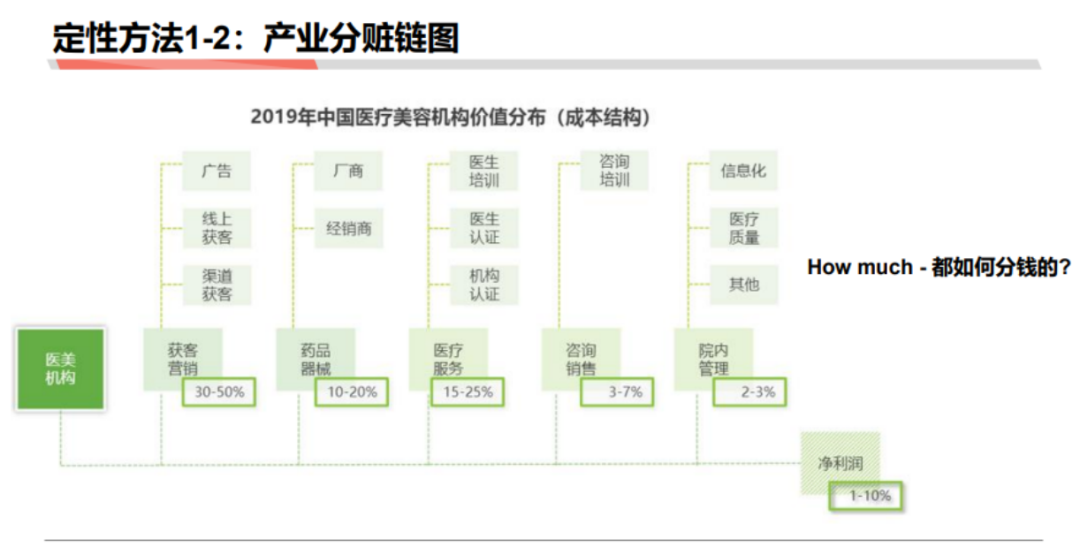 定性方法1-2：产业分赃链图
2019年中国医疗美容机构价值分布（成本结构）
广告
线上
获客
渠道
获客
厂商
经销商
医生
培训
医生
认证
机构
认证
咨询
培训
信息化
医疗
质量
其他
How much - 都如何分钱的?
医美
机构
获客
营销
30-50%
药品
器械
10-20%
医疗
服务
15-25%
咨询
销售
3-7%
院内
管理
2-3%
净利润
1-10%